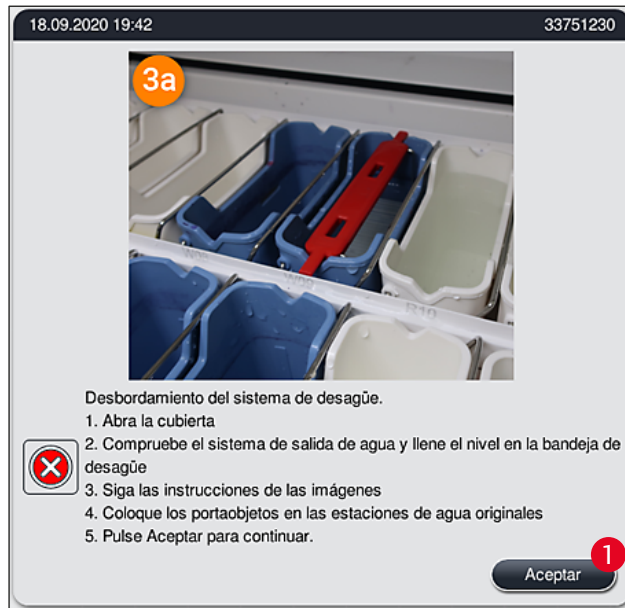 18.09.2020 19:42 33751230
3a
R10
Desbordamiento del sistema de desagüe.
1. Abra la cubierta
2. Compruebe el sistema de salida de agua y llene el nivel en la bandeja de
desagüe
3. Siga las instrucciones de las imágenes
4. Coloque los portaobjetos en las estaciones de agua originales
5. Pulse Aceptar para continuar.
1
Aceptar